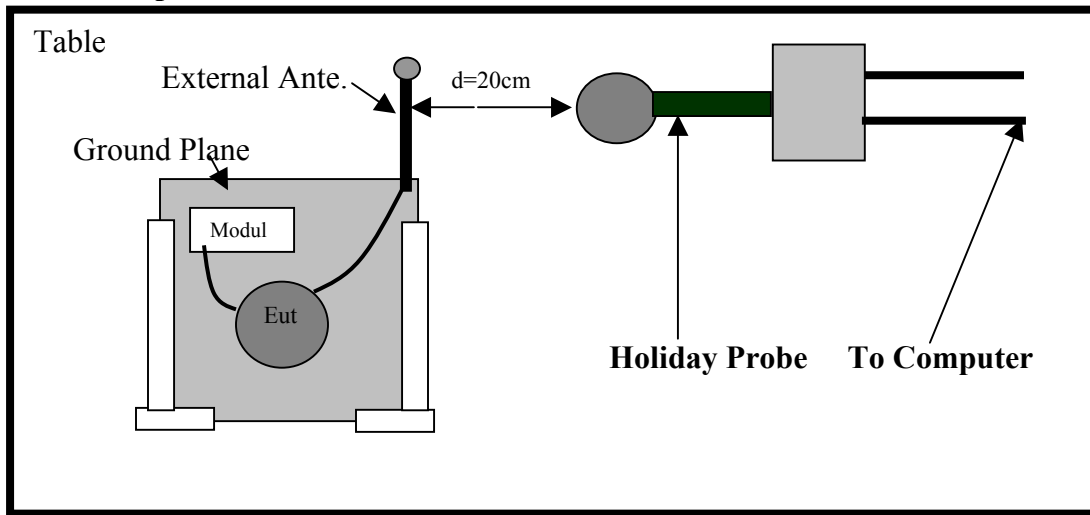 Table
External Ante.
d=20cm
Ground Plane
Modul
Eut
Holiday Probe
To Computer